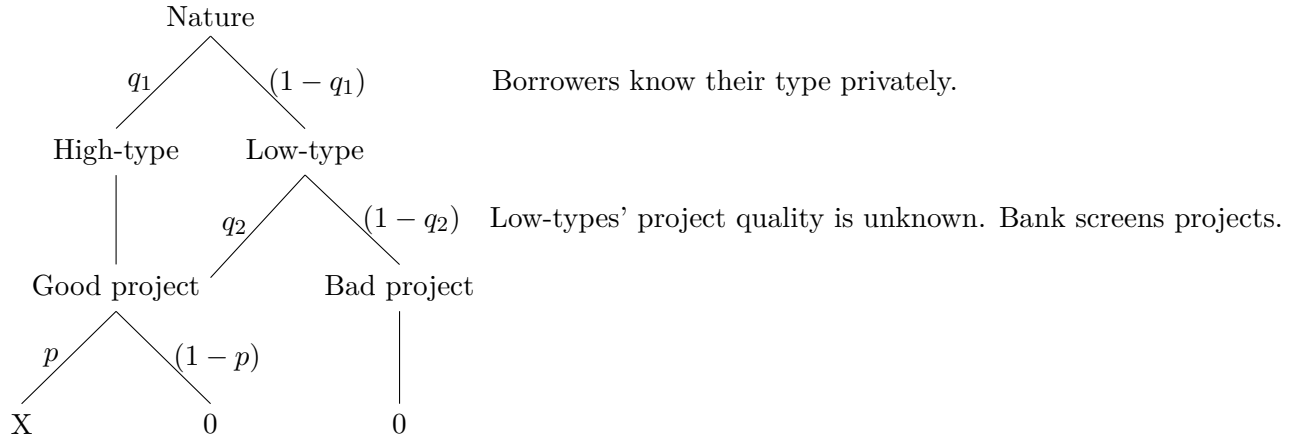 Nature
q₁ (1 − q₁) Borrowers know their type privately.
High-type Low-type
q₂ (1 − q₂) Low-types' project quality is unknown. Bank screens projects.
Good project Bad project
p (1 − p)
X 0 0